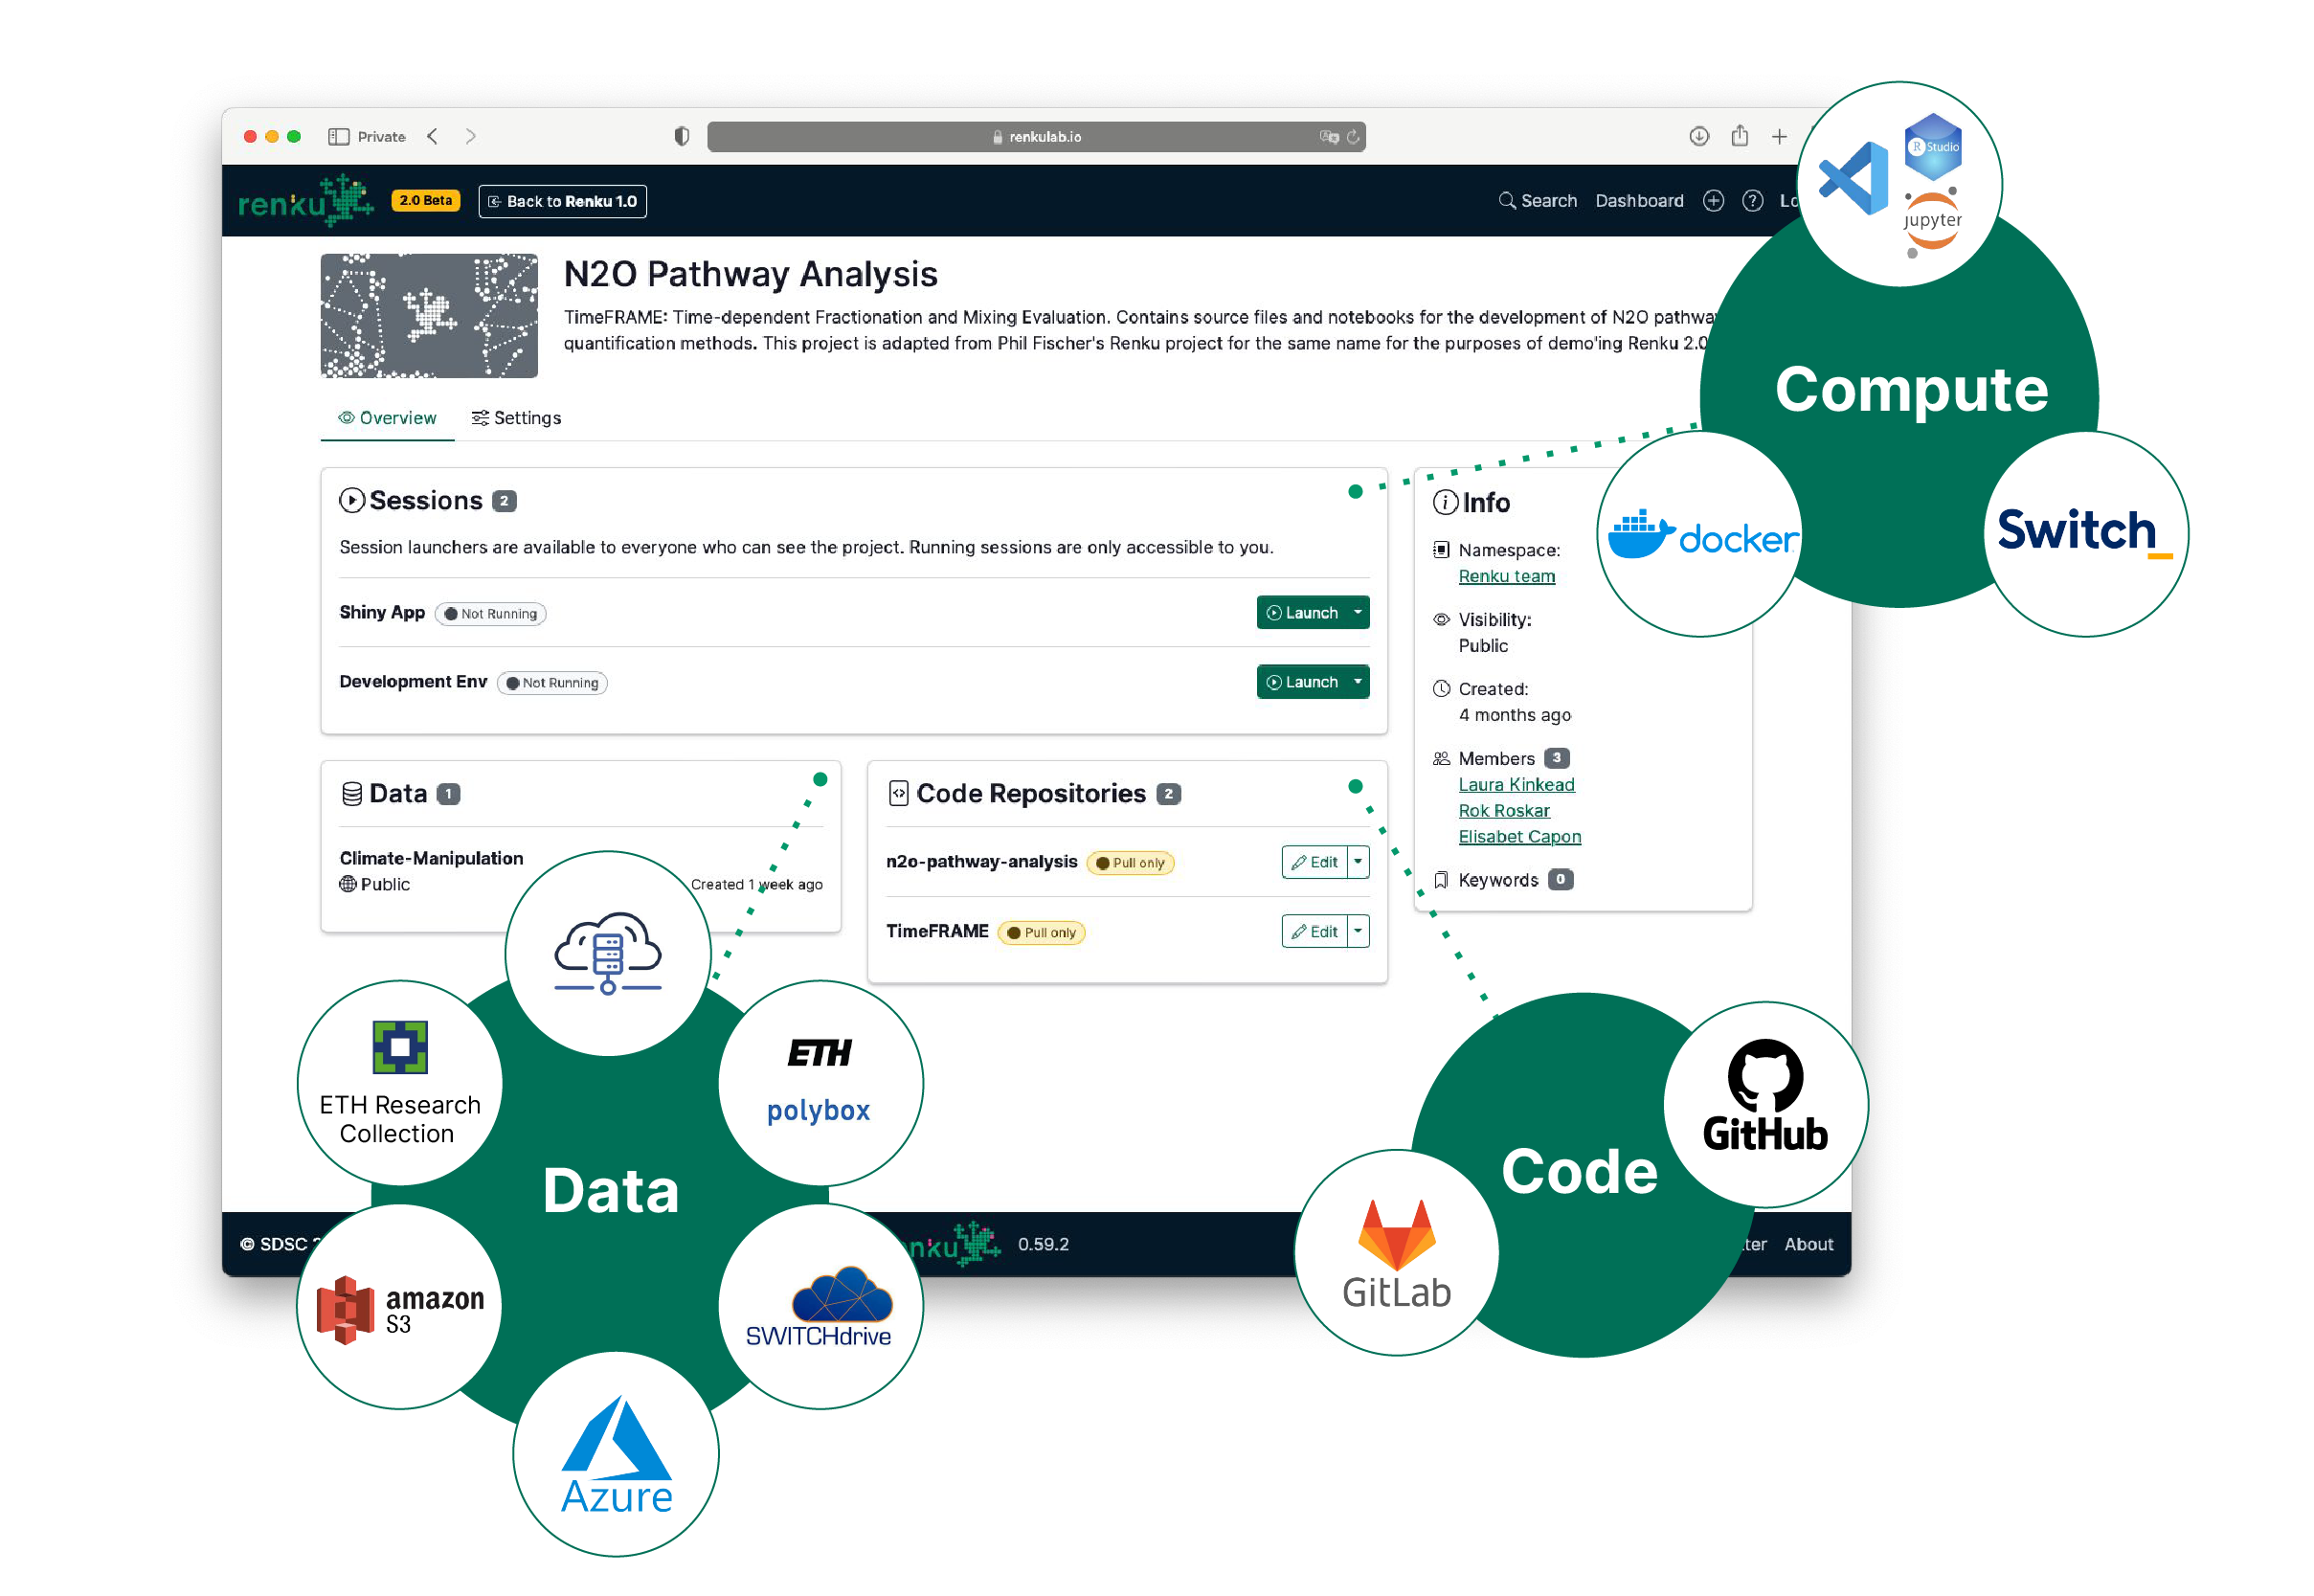 Private
renkulab.io
renku
2.0 Beta
Back to Renku 1.0
Search
Dashboard
N2O Pathway Analysis
TimeFRAME: Time-dependent Fractionation and Mixing Evaluation. Contains source files and notebooks for the development of N2O
quantification methods. This project is adapted from Phil Fischer's Renku project for the same name for the purposes of demo'ing Renku 2.0
Overview
Settings
Sessions 2
Session launchers are available to everyone who can see the project. Running sessions are only accessible to you.
Shiny App Not Running
Launch
Development Env Not Running
Launch
Data 1
Climate-Manipulation
Public
Created 1 week ago
Code Repositories 2
n2o-pathway-analysis Pull only
Edit
TimeFRAME Pull only
Edit
Info
Namespace:
Renku team
Visibility:
Public
Created:
4 months ago
Members 3
Laura Kinkead
Rok Roskar
Elisabet Capon
Keywords 0
© SDSC
0.59.2
About
R Studio
jupyter
Compute
docker
Switch_
ETH Research
Collection
ETH
polybox
Data
amazon
S3
SWITCHdrive
Azure
GitHub
Code
GitLab